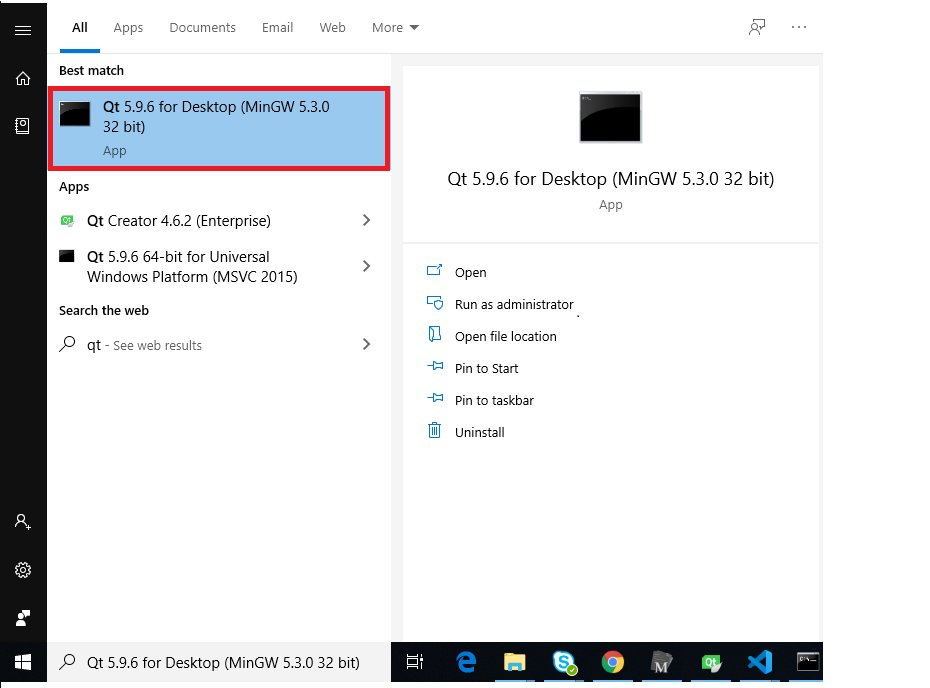 All Apps Documents Email Web More
Best match
Qt 5.9.6 for Desktop (MinGW 5.3.0
32 bit)
App
Apps
Qt Creator 4.6.2 (Enterprise)
Qt 5.9.6 64-bit for Universal
Windows Platform (MSVC 2015)
Search the web
qt - See web results
Qt 5.9.6 for Desktop (MinGW 5.3.0 32 bit)
App
Open
Run as administrator
Open file location
Pin to Start
Pin to taskbar
Uninstall
Qt 5.9.6 for Desktop (MinGW 5.3.0 32 bit)